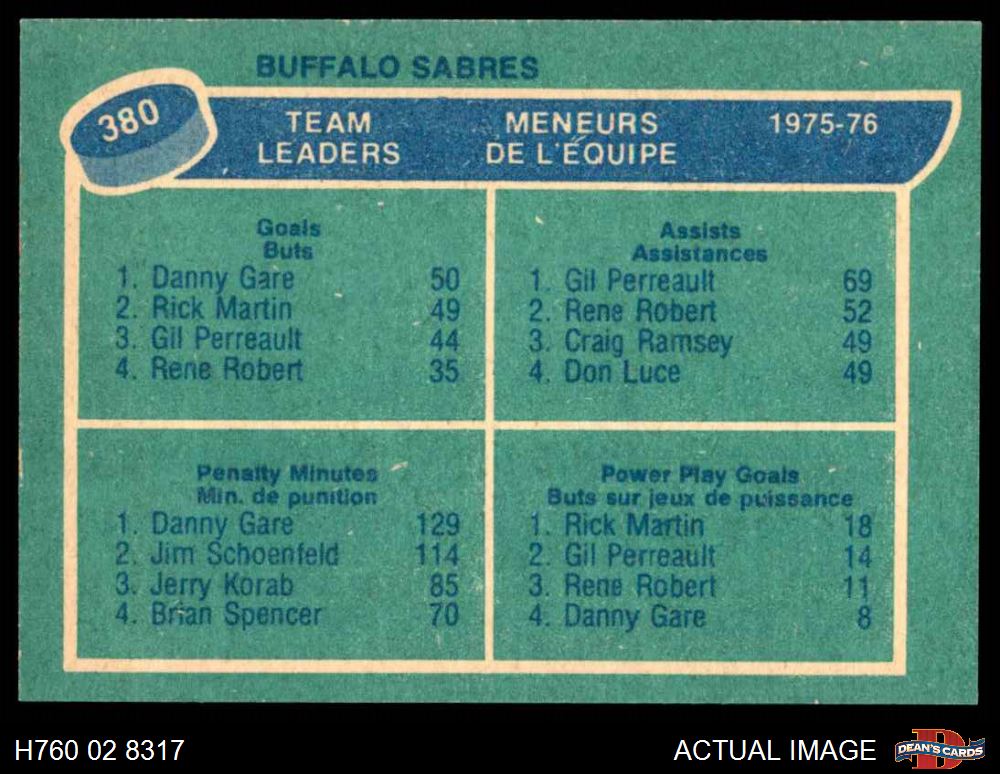 BUFFALO SABRES
380
TEAM LEADERS
MENEURS DE L'ÉQUIPE
1975-76
Goals
Buts
1. Danny Gare 50
2. Rick Martin 49
3. Gil Perreault 44
4. Rene Robert 35
Assists
Assistances
1. Gil Perreault 69
2. Rene Robert 52
3. Craig Ramsey 49
4. Don Luce 49
Penalty Minutes
Min. de punition
1. Danny Gare 129
2. Jim Schoenfeld 114
3. Jerry Korab 85
4. Brian Spencer 70
Power Play Goals
Buts sur jeux de puissance
1. Rick Martin 18
2. Gil Perreault 14
3. Rene Robert 11
4. Danny Gare 8
H760 02 8317
ACTUAL IMAGE
DEAN'S CARDS